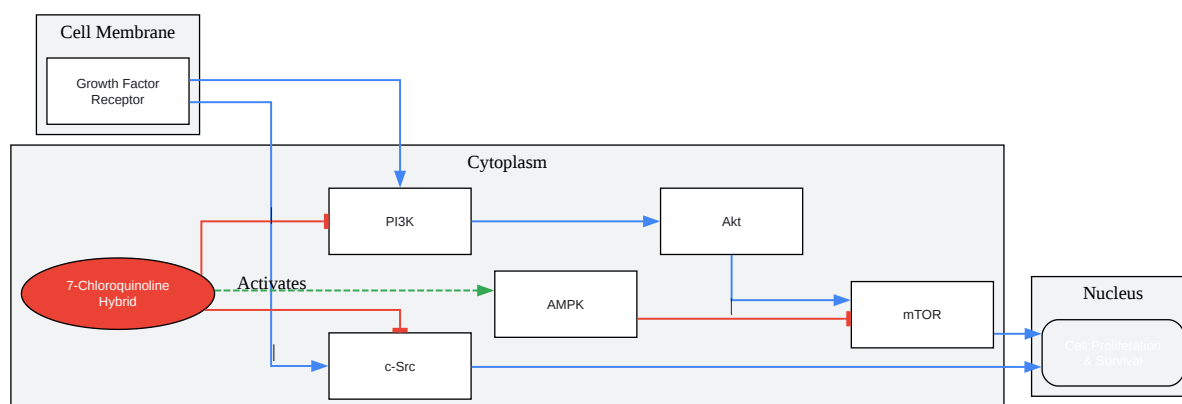 Cell Membrane
Growth Factor
Receptor
Cytoplasm
PI3K
Akt
7-Chloroquinoline
Hybrid
Activates
AMPK
mTOR
c-Src
Nucleus
Cell Proliferation
& Survival